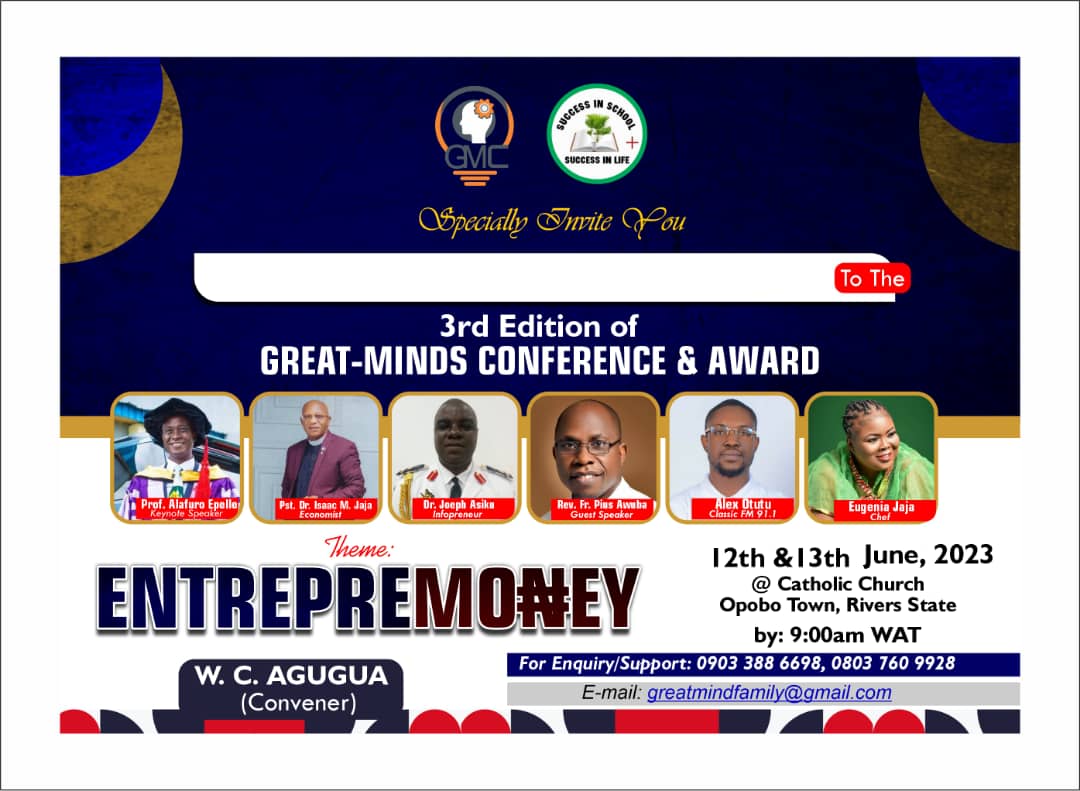 GMC
SUCCESS IN SCHOOL
+
SUCCESS IN LIFE
Specially Invite You
To The
3rd Edition of
GREAT-MINDS CONFERENCE & AWARD
Prof. Alafuro Epelle
Keynote Speaker
Pst. Dr. Isaac M. Jaja
Economist
Dr. Joeph Asike
Infopreneur
Rev. Fr. Pius Awuba
Guest Speaker
Alex Otutu
Classic FM 91.1
Eugenia Jaja
Chef
Theme:
ENTREPREMO₦EY
12th &13th June, 2023
@ Catholic Church
Opobo Town, Rivers State
by: 9:00am WAT
W. C. AGUGUA
(Convener)
For Enquiry/Support: 0903 388 6698, 0803 760 9928
E-mail: greatmindfamily@gmail.com